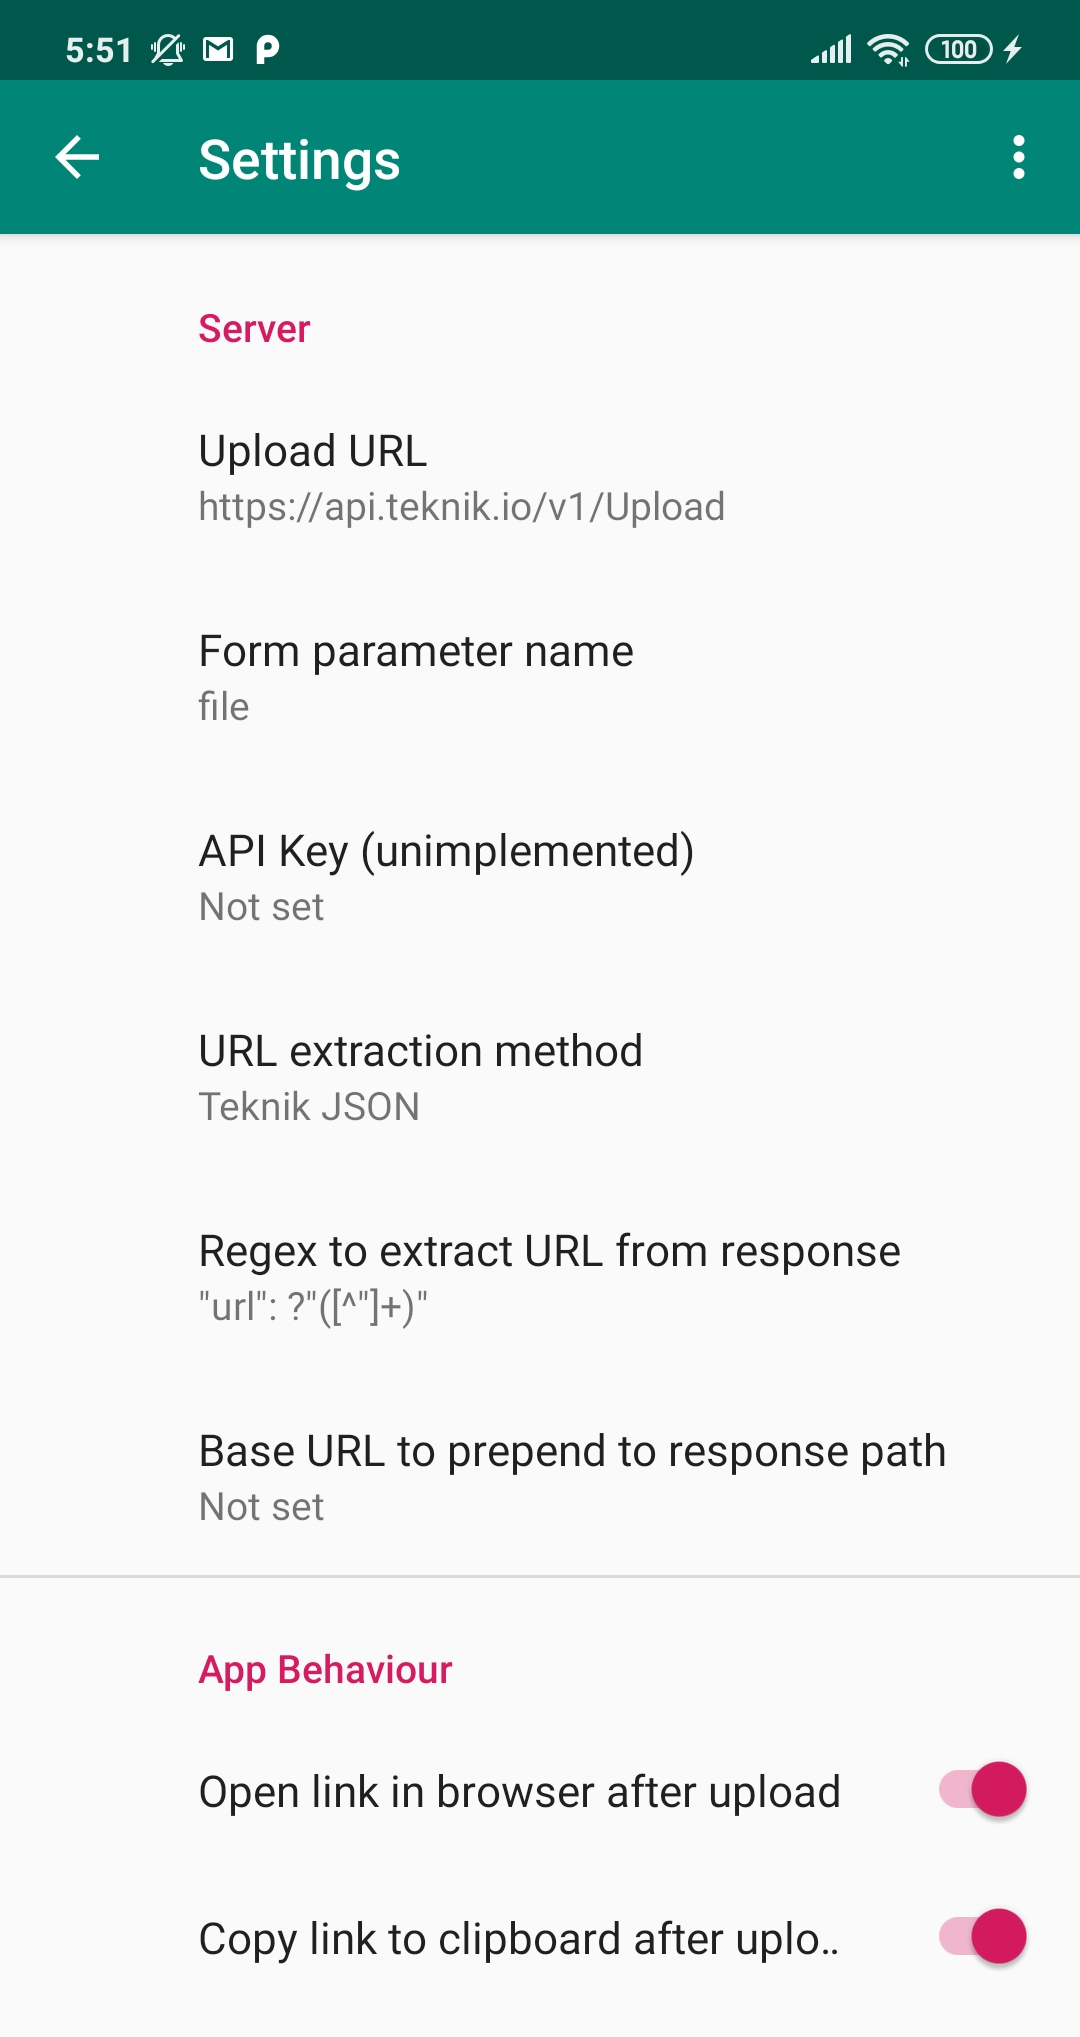 5:51
100
Settings
Server
Upload URL
https://api.teknik.io/v1/Upload
Form parameter name
file
API Key (unimplemented)
Not set
URL extraction method
Teknik JSON
Regex to extract URL from response
"url": ?"([^"]+)"
Base URL to prepend to response path
Not set
App Behaviour
Open link in browser after upload
Copy link to clipboard after uplo..